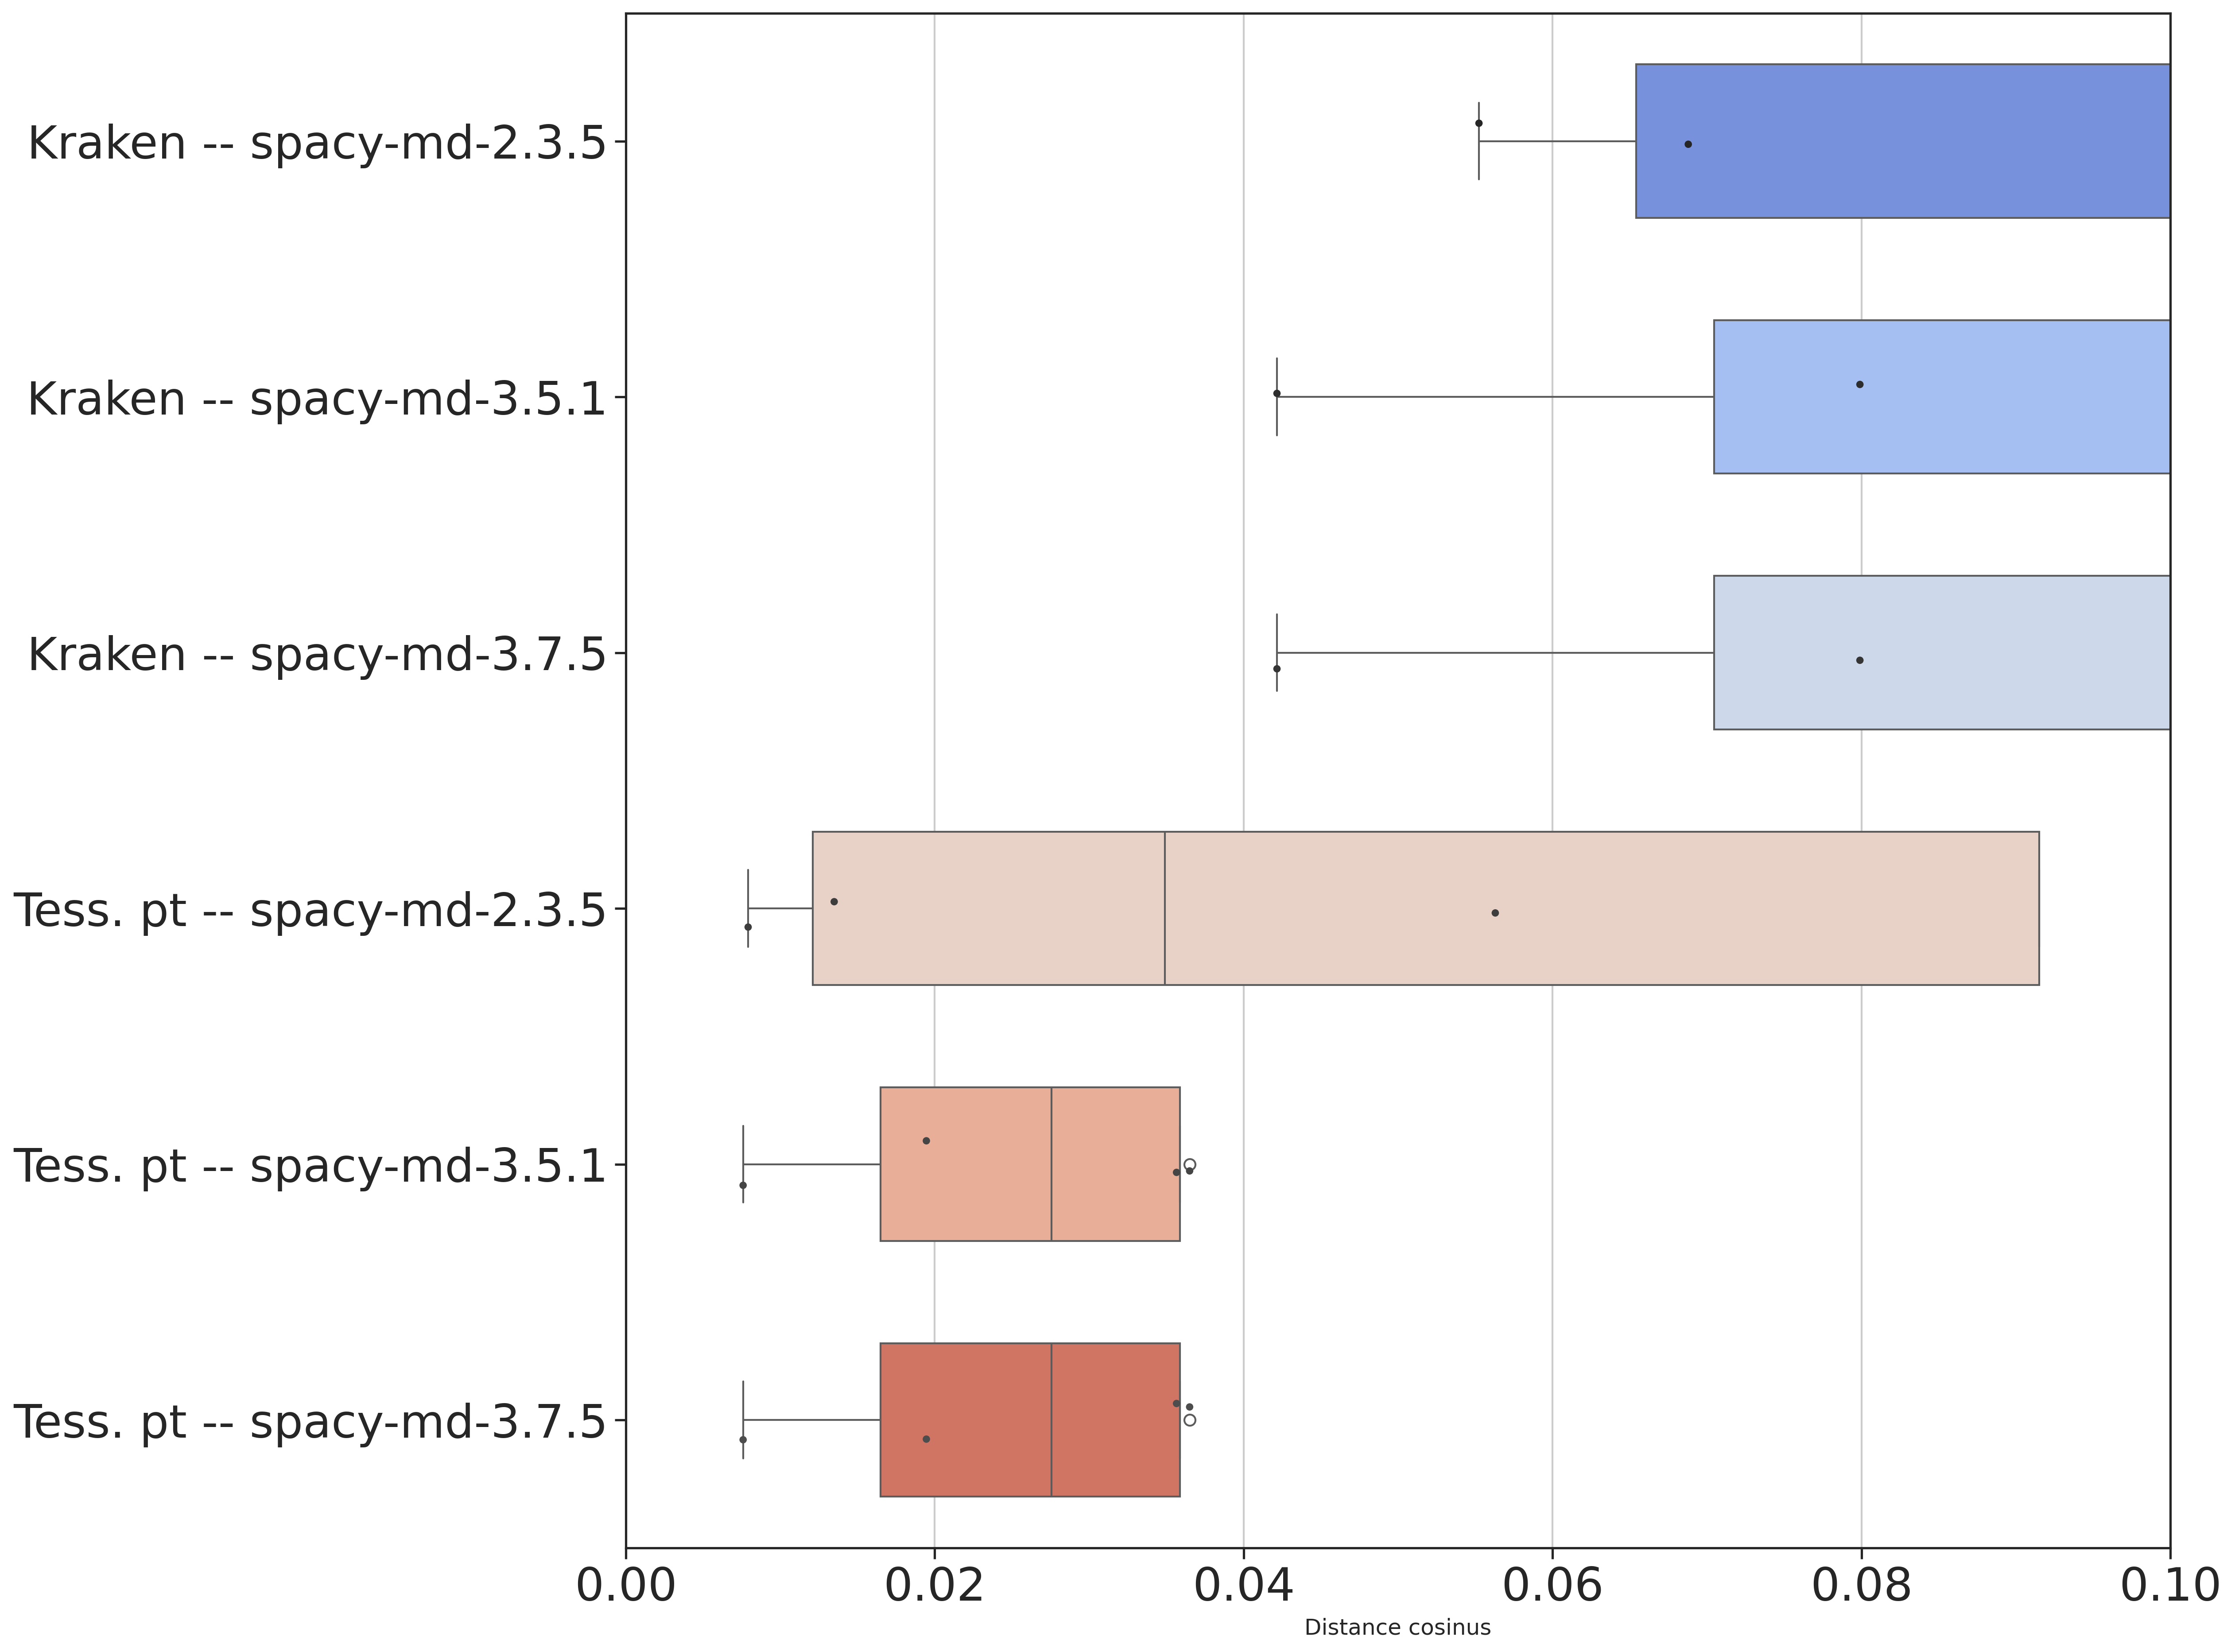 Kraken -- spacy-md-2.3.5
Kraken -- spacy-md-3.5.1
Kraken -- spacy-md-3.7.5
Tess. pt -- spacy-md-2.3.5
Tess. pt -- spacy-md-3.5.1
Tess. pt -- spacy-md-3.7.5
0.00 0.02 0.04 0.06 0.08 0.10
Distance cosinus